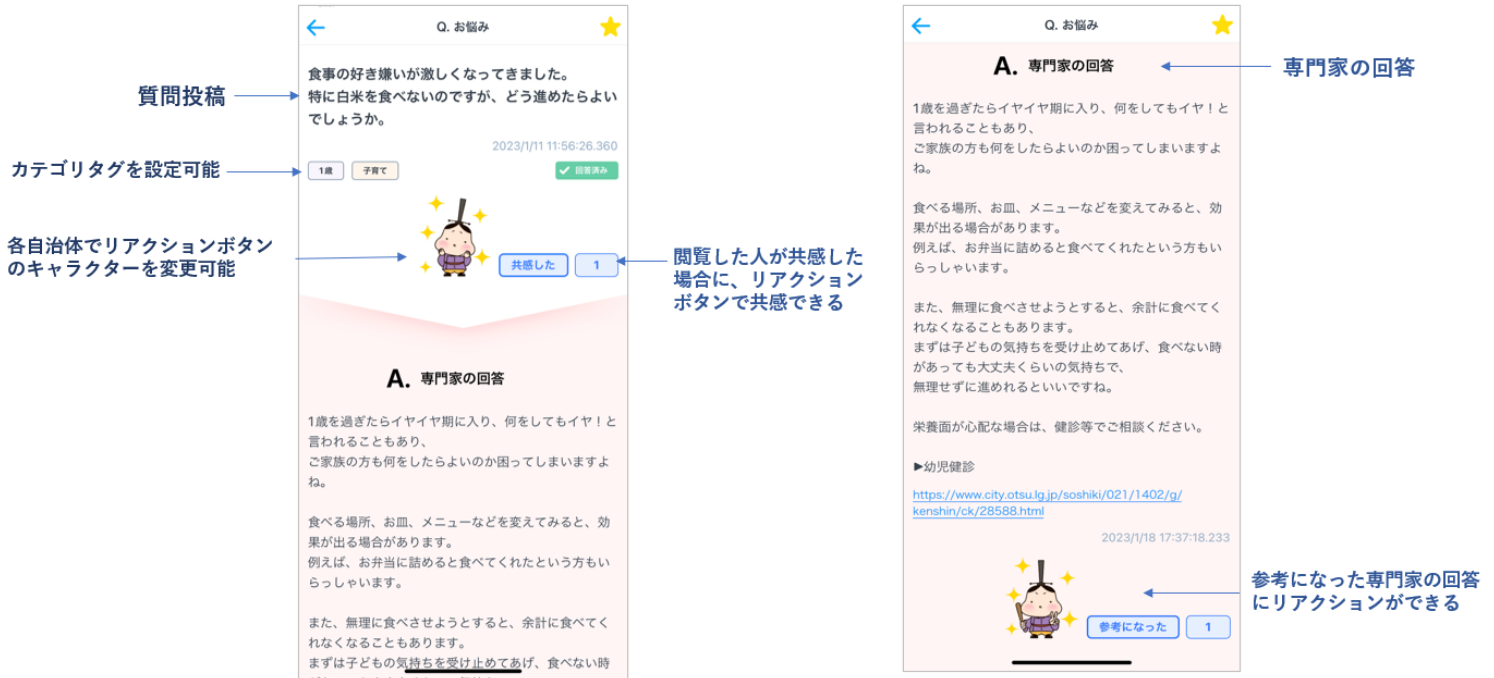 Q. お悩み
食事の好き嫌いが激しくなってきました。
特に白米を食べないのですが、どう進めたらよい
でしょうか。
2023/1/11 11:56:26.360
1歳
子育て
回答済み
共感した
1
A. 専門家の回答
1歳を過ぎたらイヤイヤ期に入り、何をしてもイヤ！と
言われることもあり、
ご家族の方も何をしたらよいのか困ってしまいますよ
ね。
食べる場所、お皿、メニューなどを変えてみると、効
果が出る場合があります。
例えば、お弁当に詰めると食べてくれたという方もい
らっしゃいます。
また、無理に食べさせようとすると、余計に食べてく
れなくなることもあります。
まずは子どもの気持ちを受け止めてあげ、食べない時
質問投稿
カテゴリタグを設定可能
各自治体でリアクションボタン
のキャラクターを変更可能
閲覧した人が共感した
場合に、リアクション
ボタンで共感できる
Q. お悩み
A. 専門家の回答
1歳を過ぎたらイヤイヤ期に入り、何をしてもイヤ！と
言われることもあり、
ご家族の方も何をしたらよいのか困ってしまいますよ
ね。
食べる場所、お皿、メニューなどを変えてみると、効
果が出る場合があります。
例えば、お弁当に詰めると食べてくれたという方もい
らっしゃいます。
また、無理に食べさせようとすると、余計に食べてく
れなくなることもあります。
まずは子どもの気持ちを受け止めてあげ、食べない時
があっても大丈夫くらいの気持ちで、
無理せずに進めれるといいですね。
栄養面が心配な場合は、健診等でご相談ください。
▶幼児健診
https://www.city.otsu.lg.jp/soshiki/021/1402/g/
kenshin/ck/28588.html
2023/1/18 17:37:18.233
参考になった
1
専門家の回答
参考になった専門家の回答
にリアクションができる